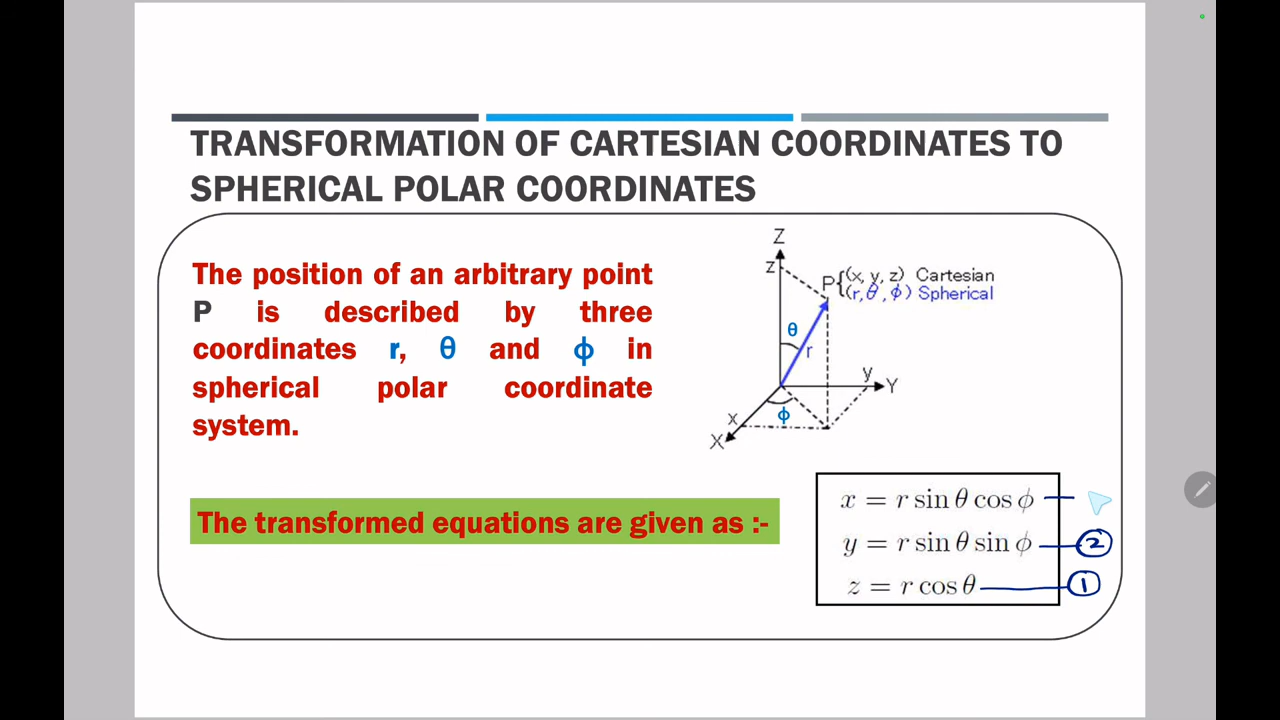 TRANSFORMATION OF CARTESIAN COORDINATES TO
SPHERICAL POLAR COORDINATES
The position of an arbitrary point
P is described by three
coordinates r, θ and ϕ in
spherical polar coordinate
system.
Z
z
P{(x, y, z) Cartesian
(r, θ, ϕ) Spherical
θ
r
y
Y
x
ϕ
X
The transformed equations are given as :-
x = r sin θ cos ϕ
y = r sin θ sin ϕ — ②
z = r cos θ — ①